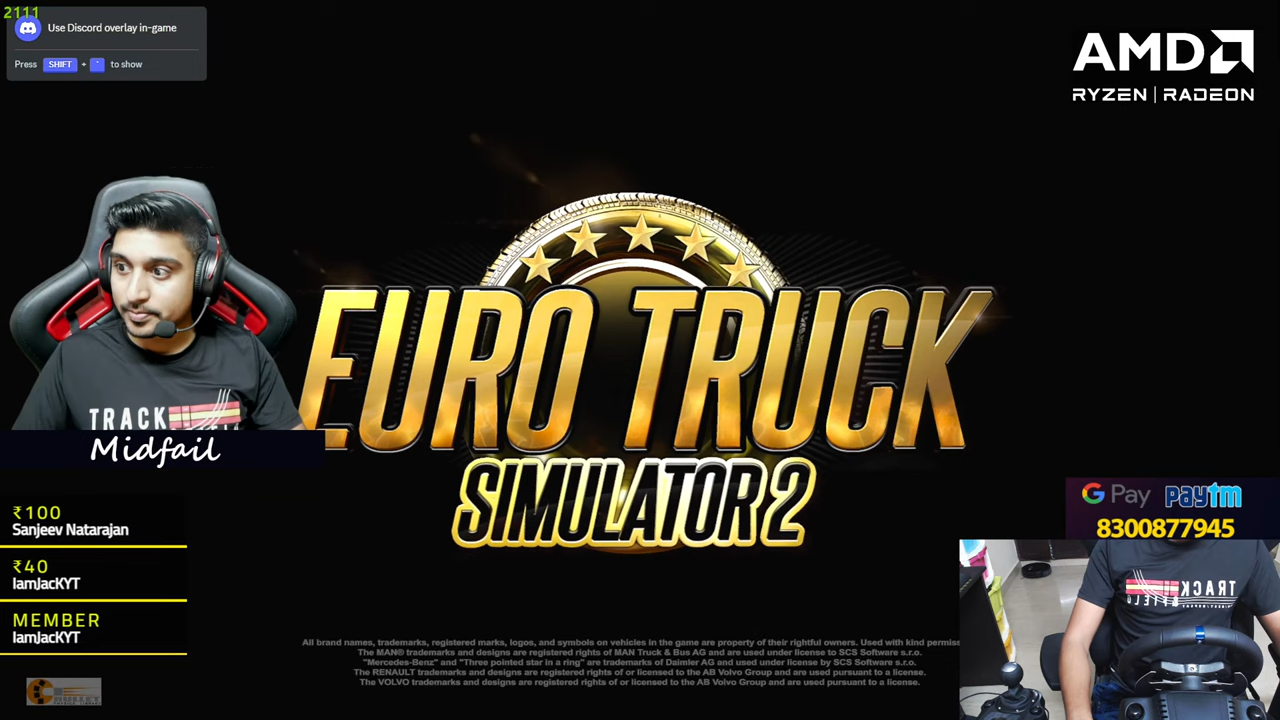 2111
Use Discord overlay in-game
Press SHIFT + ` to show
AMD
RYZEN | RADEON
EURO TRUCK
SIMULATOR 2
TRACK
Midfail
₹100
Sanjeev Natarajan
₹40
IamJacKYT
MEMBER
IamJacKYT
G Pay paytm
8300877945
TRACK
FIELD
All brand names, trademarks, registered marks, logos, and symbols on vehicles in the game are property of their rightful owners. Used with kind permiss
The MAN® trademarks and designs are registered rights of MAN Truck & Bus AG and are used under license to SCS Software s.r.o.
"Mercedes-Benz" and "Three pointed star in a ring" are trademarks of Daimler AG and used under license by SCS Software s.r.o.
The RENAULT trademarks and designs are registered rights of or licensed to the AB Volvo Group and are used pursuant to a license.
The VOLVO trademarks and designs are registered rights of or licensed to the AB Volvo Group and are used pursuant to a license.